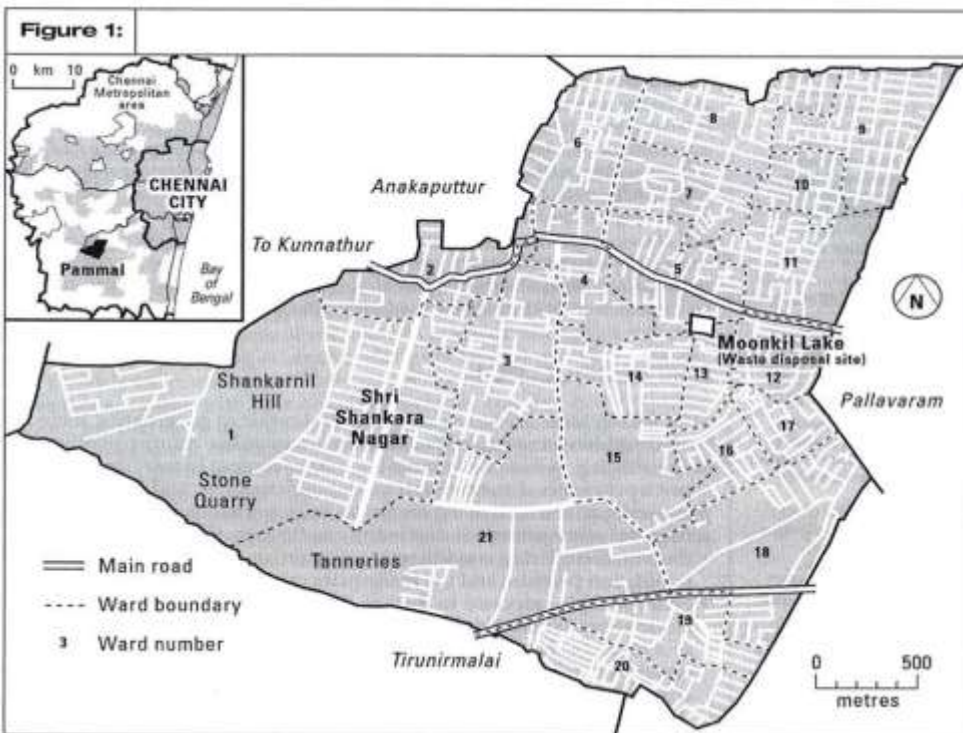 Figure 1:
0 km 10
Chennai
Metropolitan
area
CHENNAI
CITY
Pammal
Bay
of
Bengal
Anakaputtur
To Kunnathur
6
8
9
7
10
2
4
5
11
N
Moonkil Lake
(Waste disposal site)
3
14
13
12
Shankarnil
Hill
Shri
Shankara
Nagar
Pallavaram
1
17
16
15
Stone
Quarry
21
Tanneries
18
Main road
Ward boundary
3 Ward number
19
Tirunirmalai
20
0 500
metres